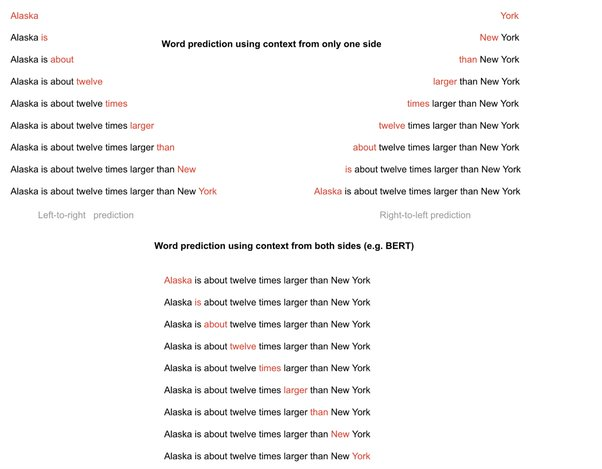 Alaska
Alaska is
Alaska is about
Alaska is about twelve
Alaska is about twelve times
Alaska is about twelve times larger
Alaska is about twelve times larger than
Alaska is about twelve times larger than New
Alaska is about twelve times larger than New York
Left-to-right prediction
Word prediction using context from only one side
York
New York
than New York
larger than New York
times larger than New York
twelve times larger than New York
about twelve times larger than New York
is about twelve times larger than New York
Alaska is about twelve times larger than New York
Right-to-left prediction
Word prediction using context from both sides (e.g. BERT)
Alaska is about twelve times larger than New York
Alaska is about twelve times larger than New York
Alaska is about twelve times larger than New York
Alaska is about twelve times larger than New York
Alaska is about twelve times larger than New York
Alaska is about twelve times larger than New York
Alaska is about twelve times larger than New York
Alaska is about twelve times larger than New York
Alaska is about twelve times larger than New York